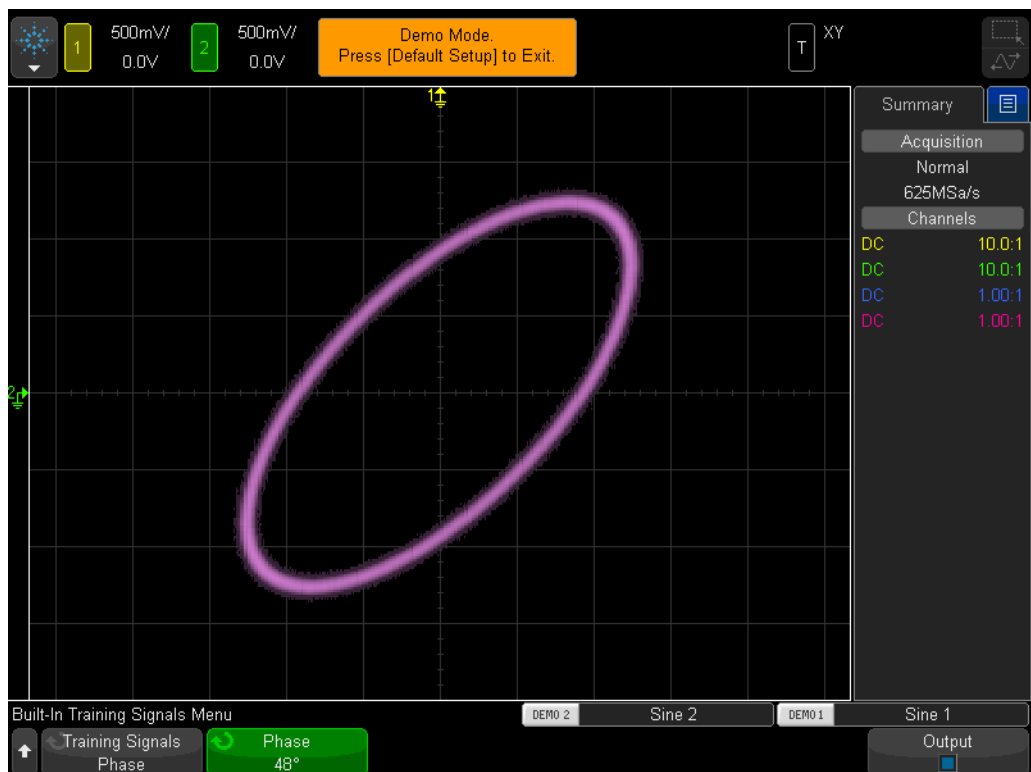 1 500mV/ 2 500mV/
0.0V 0.0V
Demo Mode.
Press [Default Setup] to Exit.
T XY
1
2
Summary
Acquisition
Normal
625MSa/s
Channels
DC 10.0:1
DC 10.0:1
DC 1.00:1
DC 1.00:1
Built-In Training Signals Menu
DEMO 2 Sine 2 DEMO 1 Sine 1
Training Signals
Phase
Phase
48°
Output